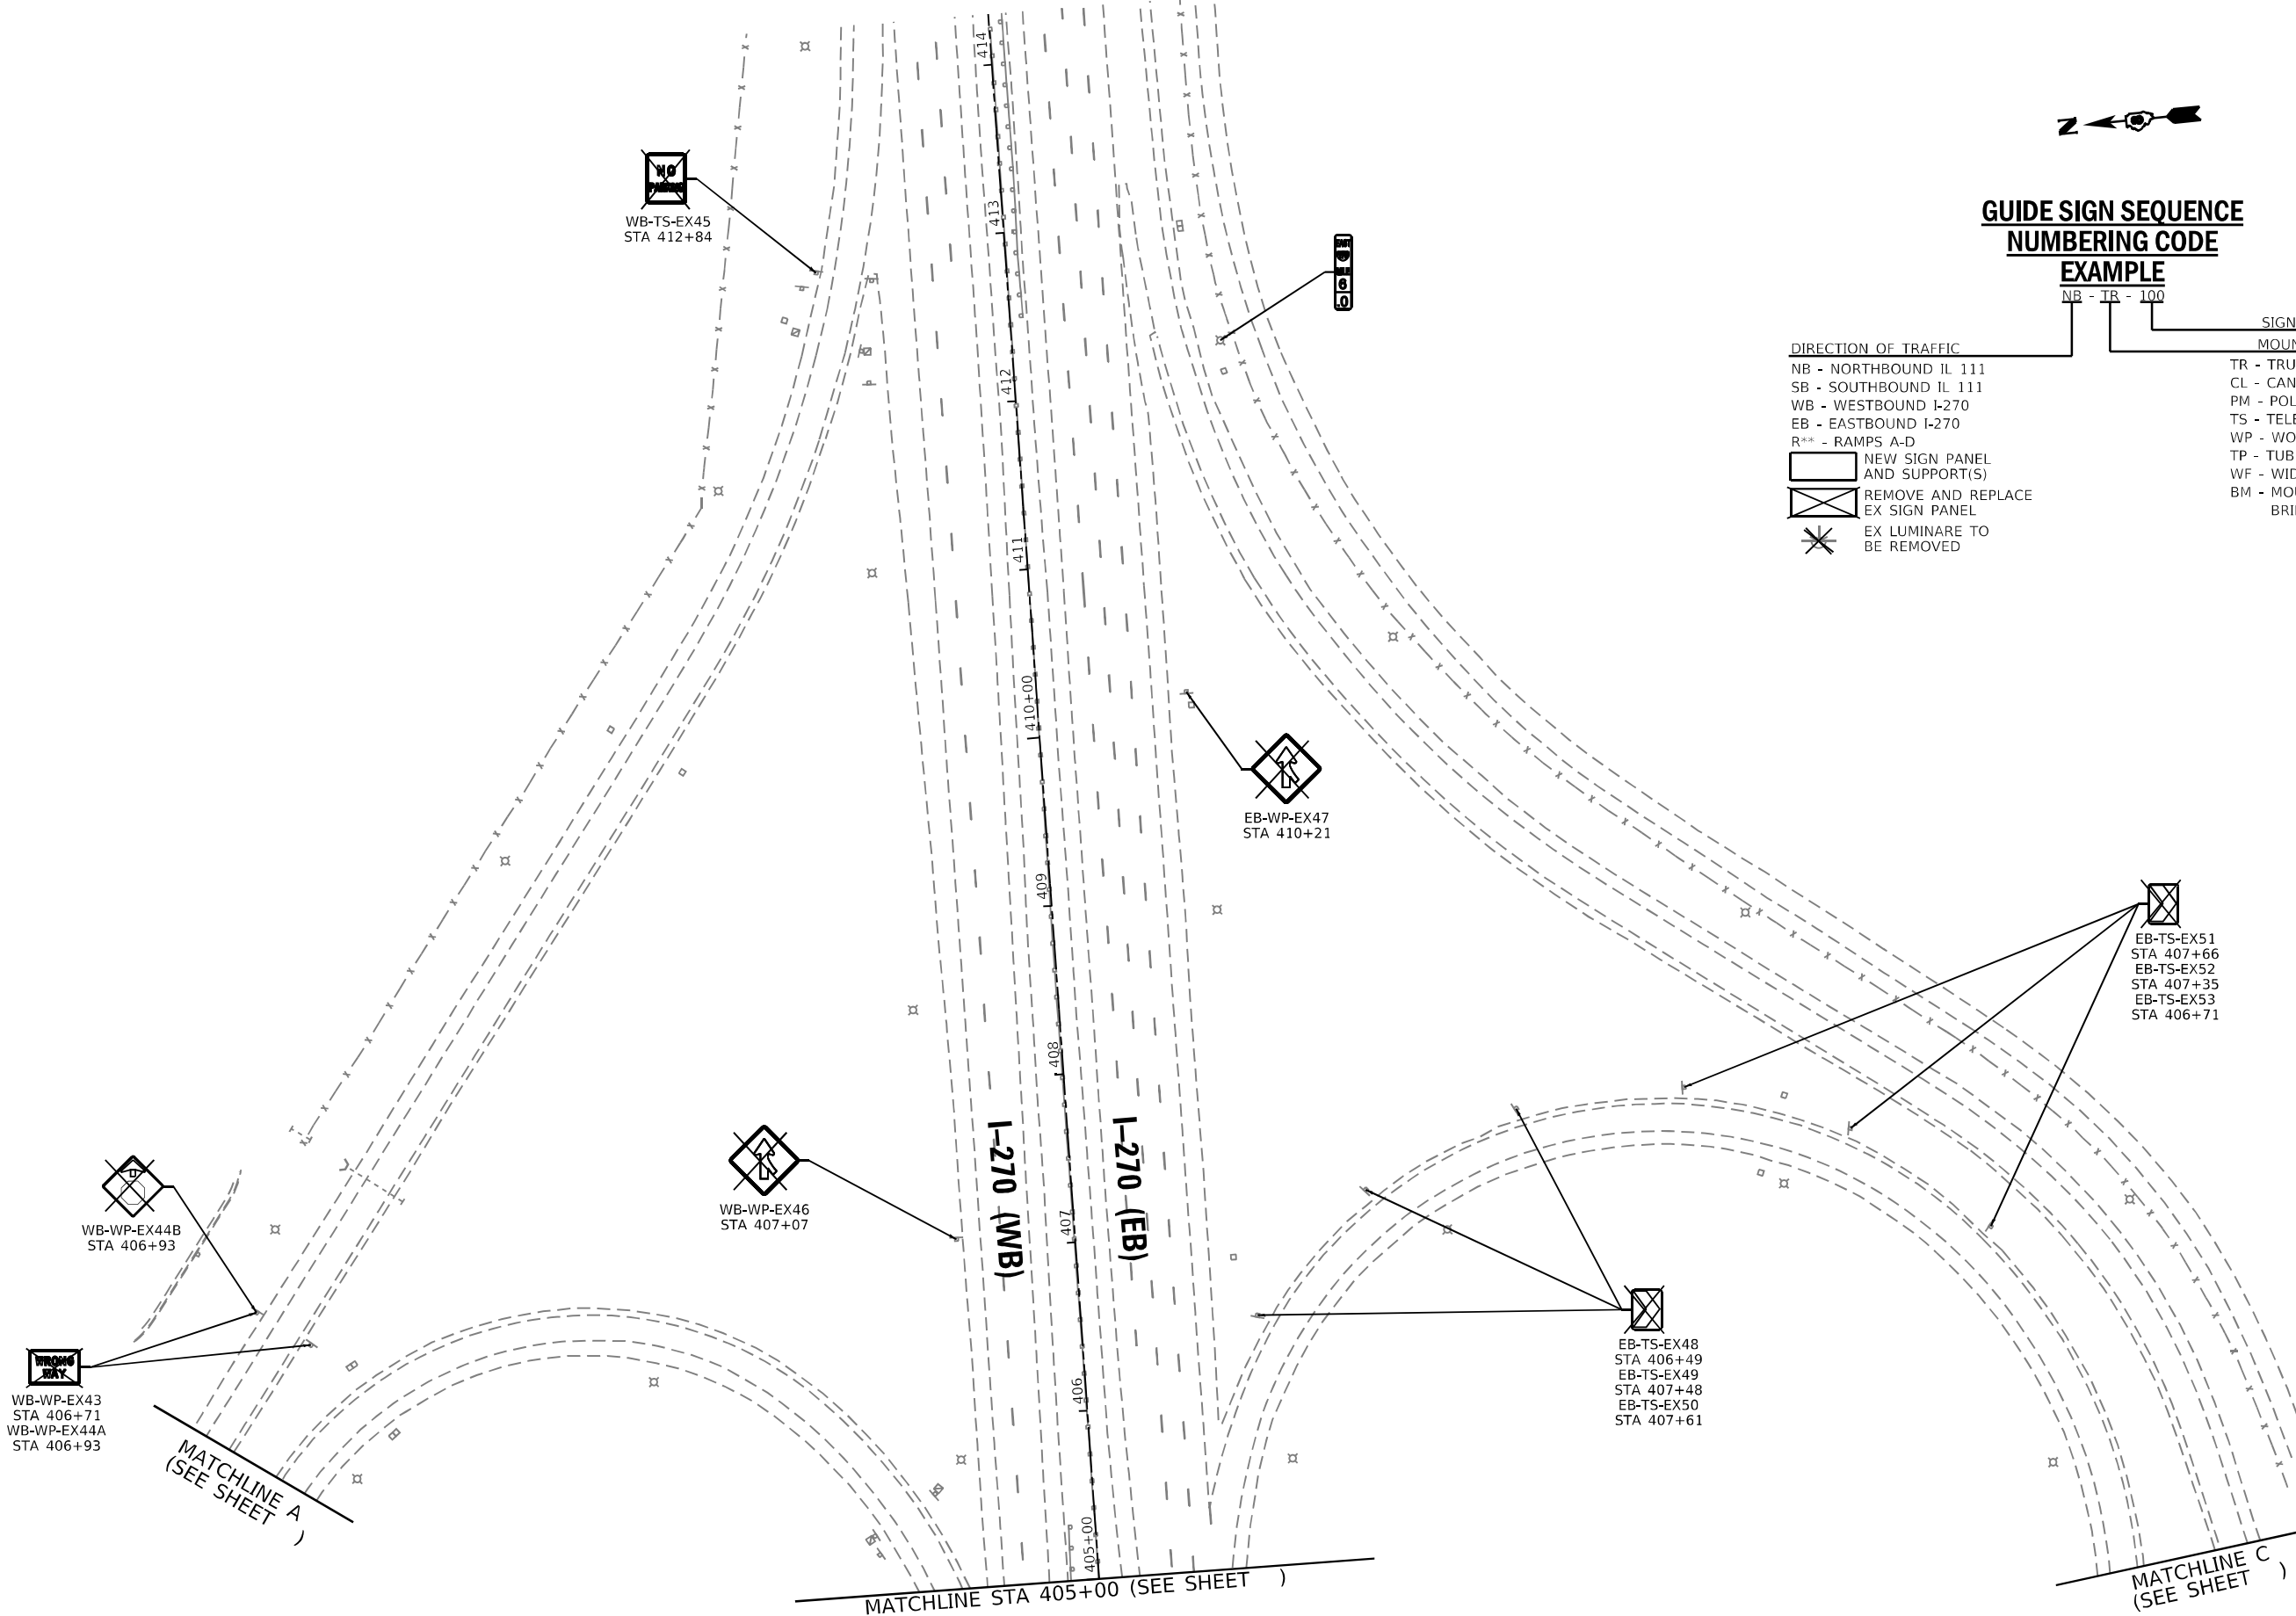 414
413
412
411
410+00
409
408
407
406
405+00
NO
PARKING
WB-TS-EX45
STA 412+84
EAST
MILE
6
.0
N
GUIDE SIGN SEQUENCE
NUMBERING CODE
EXAMPLE
NB - TR - 100
SIGN
DIRECTION OF TRAFFIC
NB - NORTHBOUND IL 111
SB - SOUTHBOUND IL 111
WB - WESTBOUND I-270
EB - EASTBOUND I-270
R** - RAMPS A-D
NEW SIGN PANEL
AND SUPPORT(S)
REMOVE AND REPLACE
EX SIGN PANEL
EX LUMINARE TO
BE REMOVED
MOUN
TR - TRU
CL - CAN
PM - POL
TS - TELE
WP - WO
TP - TUB
WF - WID
BM - MOU
BRI
EB-WP-EX47
STA 410+21
EB-TS-EX51
STA 407+66
EB-TS-EX52
STA 407+35
EB-TS-EX53
STA 406+71
WB-WP-EX44B
STA 406+93
WB-WP-EX46
STA 407+07
I-270 (WB)
I-270 (EB)
WRONG
WAY
WB-WP-EX43
STA 406+71
WB-WP-EX44A
STA 406+93
EB-TS-EX48
STA 406+49
EB-TS-EX49
STA 407+48
EB-TS-EX50
STA 407+61
MATCHLINE A
(SEE SHEET )
MATCHLINE STA 405+00 (SEE SHEET )
MATCHLINE C
(SEE SHEET )